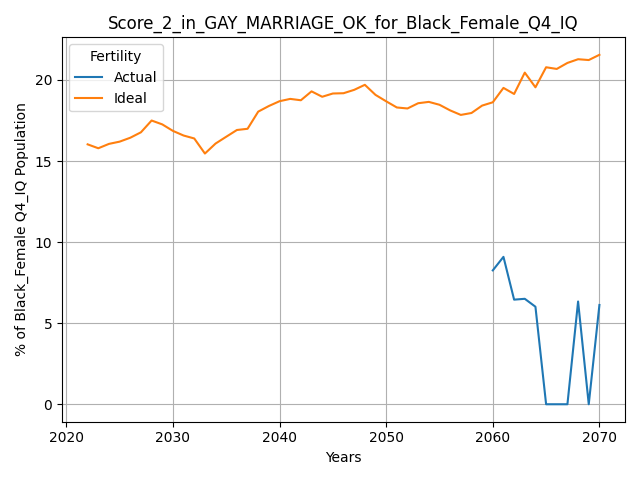 Score_2_in_GAY_MARRIAGE_OK_for_Black_Female_Q4_IQ
Fertility
Actual
Ideal
% of Black_Female Q4_IQ Population
20
15
10
5
0
2020 2030 2040 2050 2060 2070
Years